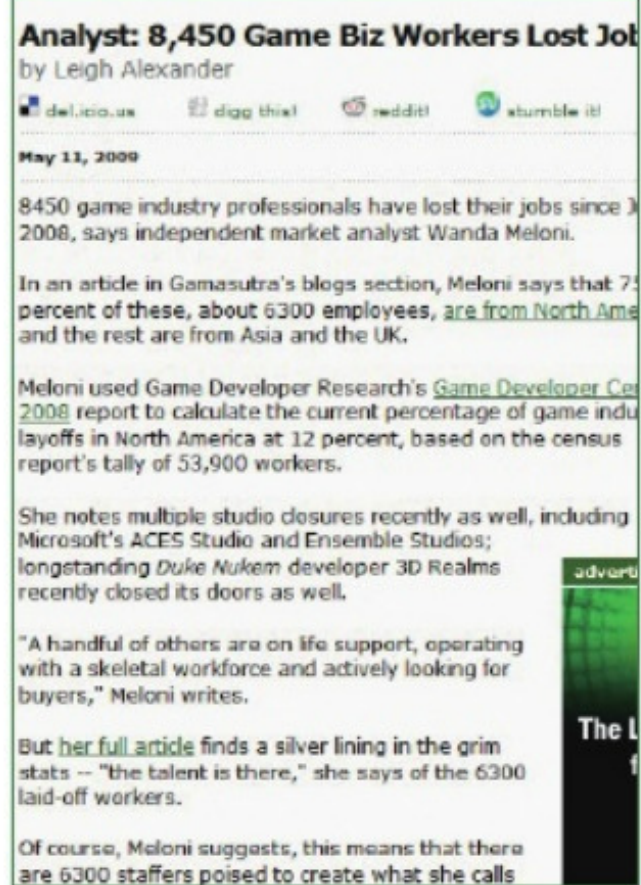 Analyst: 8,450 Game Biz Workers Lost
by Leigh Alexander
del.icio.us digg this! reddit! stumble it!
May 11, 2009
8450 game industry professionals have lost their jobs since
2008, says independent market analyst Wanda Meloni.
In an article in Gamasutra's blogs section, Meloni says that
percent of these, about 6300 employees, are from North
and the rest are from Asia and the UK.
Meloni used Game Developer Research's Game Developer
2008 report to calculate the current percentage of game
layoffs in North America at 12 percent, based on the census
report's tally of 53,900 workers.
She notes multiple studio closures recently as well, including
Microsoft's ACES Studio and Ensemble Studios;
longstanding Duke Nukem developer 3D Realms
recently closed its doors as well.
"A handful of others are on life support, operating
with a skeletal workforce and actively looking for
buyers," Meloni writes.
But her full article finds a silver lining in the grim
stats -- "the talent is there," she says of the 6300
laid-off workers.
Of course, Meloni suggests, this means that there
are 6300 staffers poised to create what she calls
The